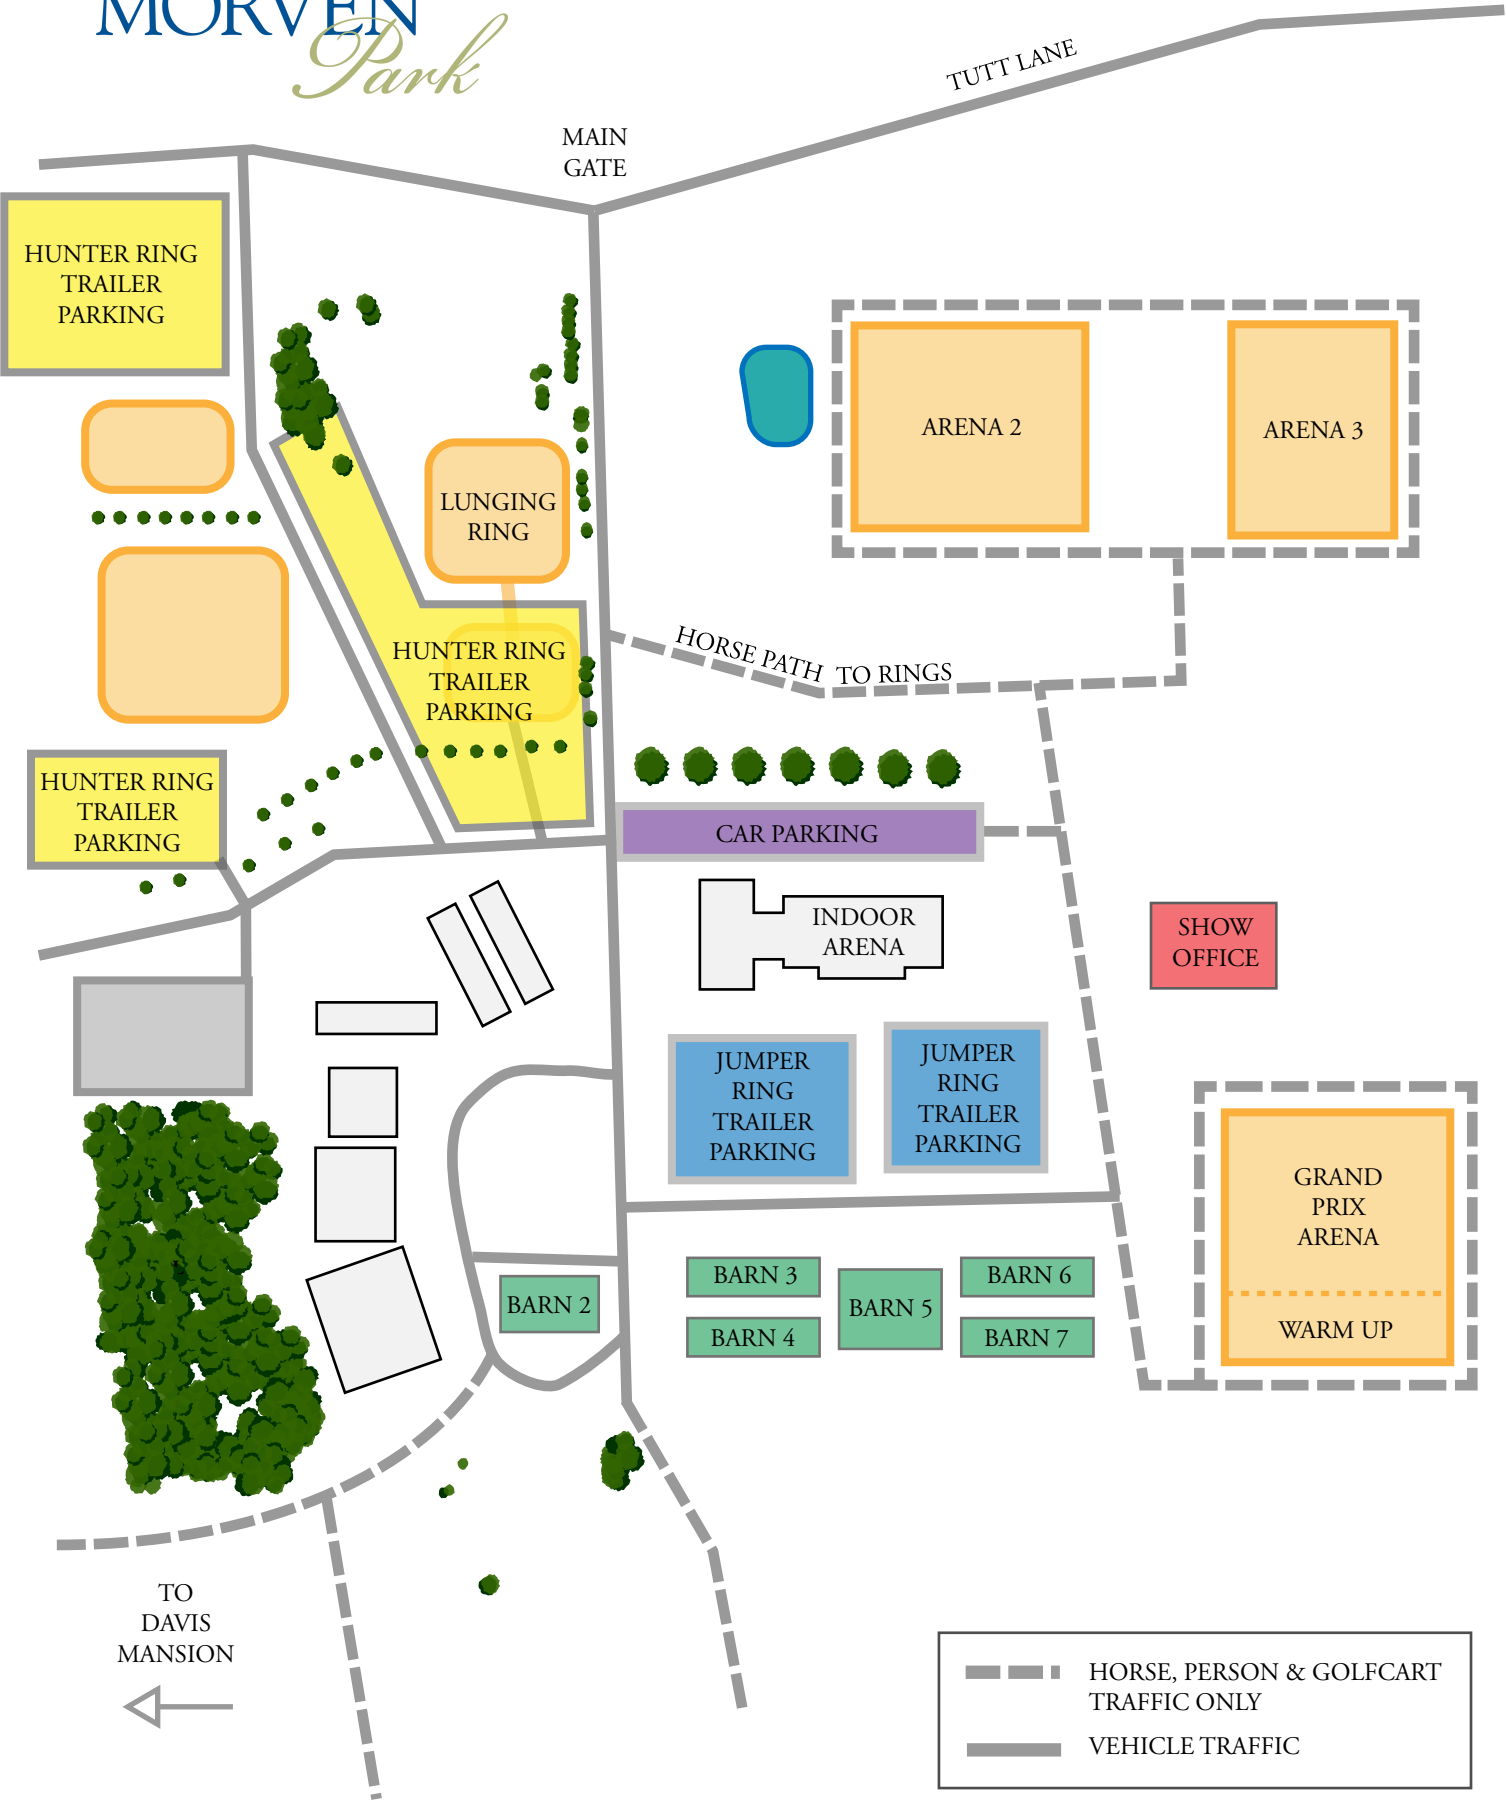 MORVEN
Park
TUTT LANE
MAIN
GATE
HUNTER RING
TRAILER
PARKING
ARENA 2
ARENA 3
LUNGING
RING
HORSE PATH TO RINGS
HUNTER RING
TRAILER
PARKING
HUNTER RING
TRAILER
PARKING
CAR PARKING
INDOOR
ARENA
SHOW
OFFICE
JUMPER
RING
TRAILER
PARKING
JUMPER
RING
TRAILER
PARKING
GRAND
PRIX
ARENA
WARM UP
BARN 2
BARN 3
BARN 4
BARN 5
BARN 6
BARN 7
TO
DAVIS
MANSION
HORSE, PERSON & GOLFCART
TRAFFIC ONLY
VEHICLE TRAFFIC